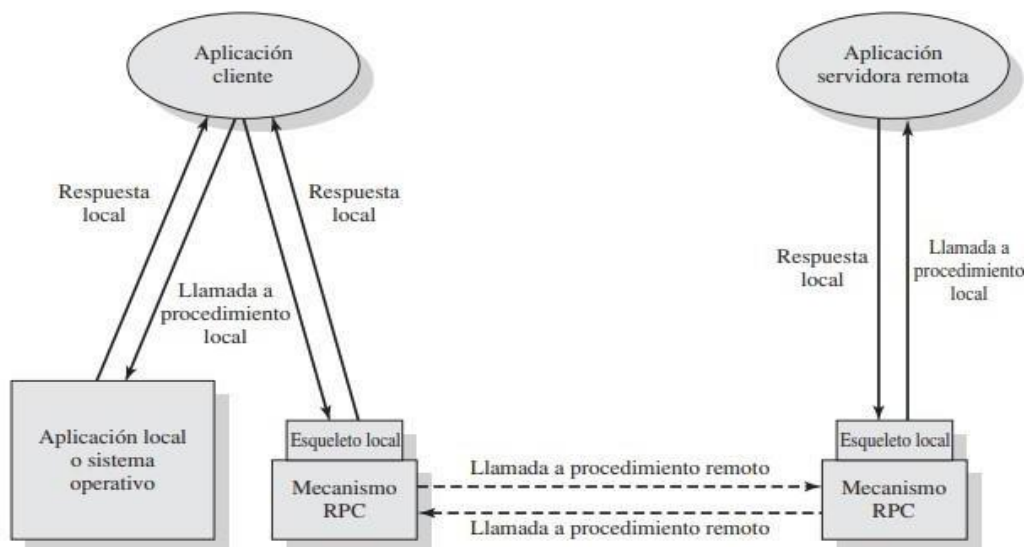 Aplicación
cliente
Aplicación
servidora remota
Respuesta
local
Respuesta
local
Llamada a
procedimiento
local
Respuesta
local
Llamada a
procedimiento
local
Aplicación local
o sistema
operativo
Esqueleto local
Mecanismo
RPC
Llamada a procedimiento remoto
Llamada a procedimiento remoto
Esqueleto local
Mecanismo
RPC